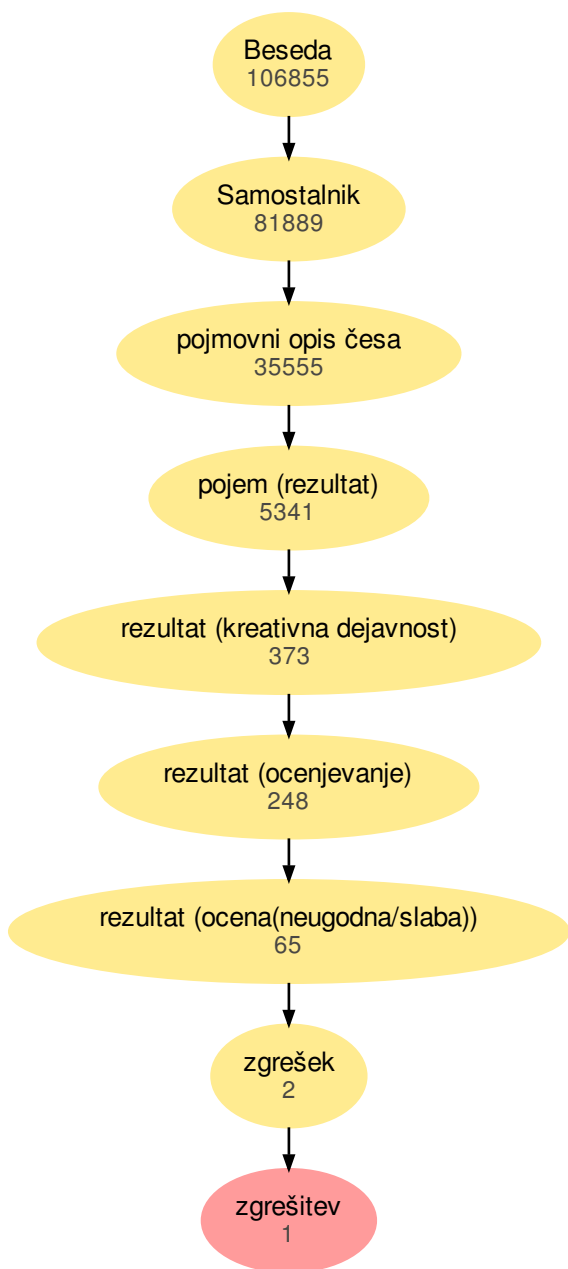 Beseda
106855
Samostalnik
81889
pojmovni opis česa
35555
pojem (rezultat)
5341
rezultat (kreativna dejavnost)
373
rezultat (ocenjevanje)
248
rezultat (ocena(neugodna/slaba))
65
zgrešek
2
zgrešitev
1